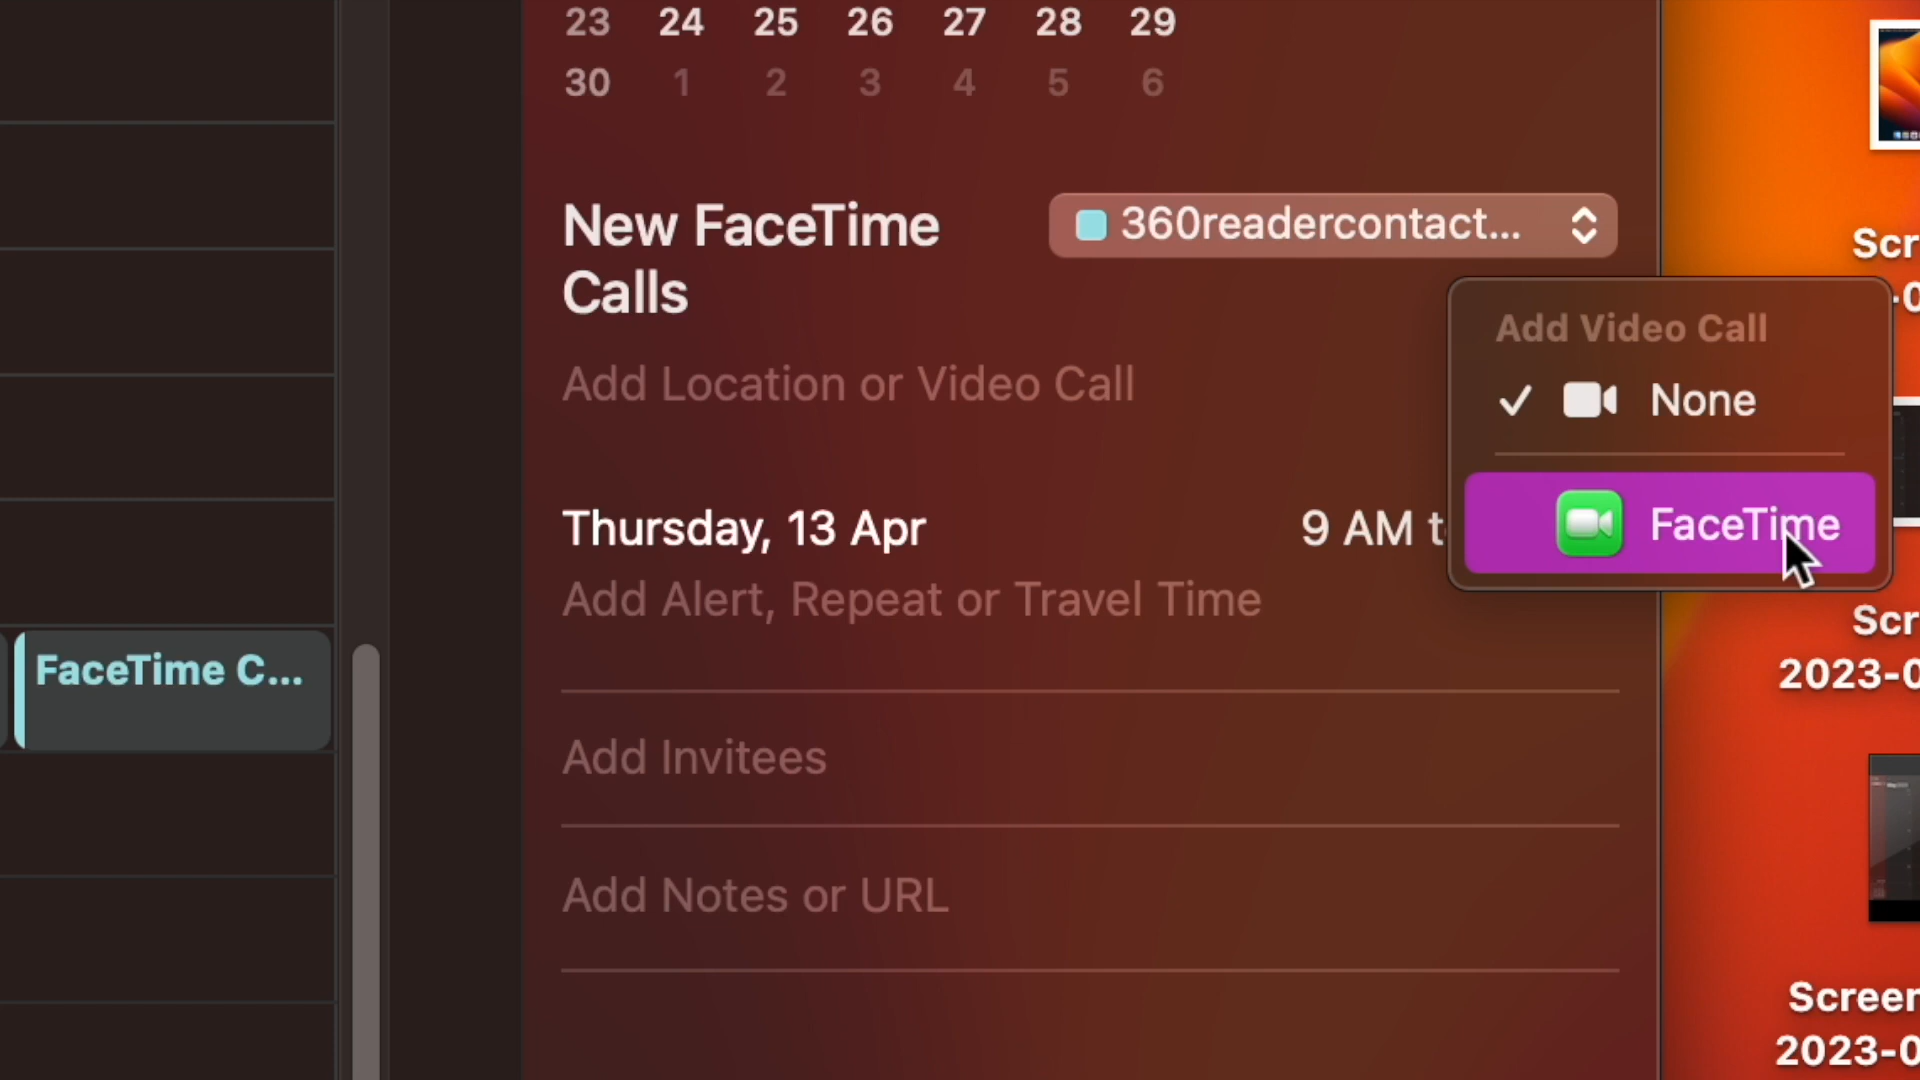 23 24 25 26 27 28 29
30 1 2 3 4 5 6
New FaceTime
Calls
360readercontact...
Add Location or Video Call
Add Video Call
None
FaceTime
Thursday, 13 Apr
9 AM t
Add Alert, Repeat or Travel Time
Add Invitees
Add Notes or URL
FaceTime C...
Scr
-0
Scr
2023-0
Screen
2023-0